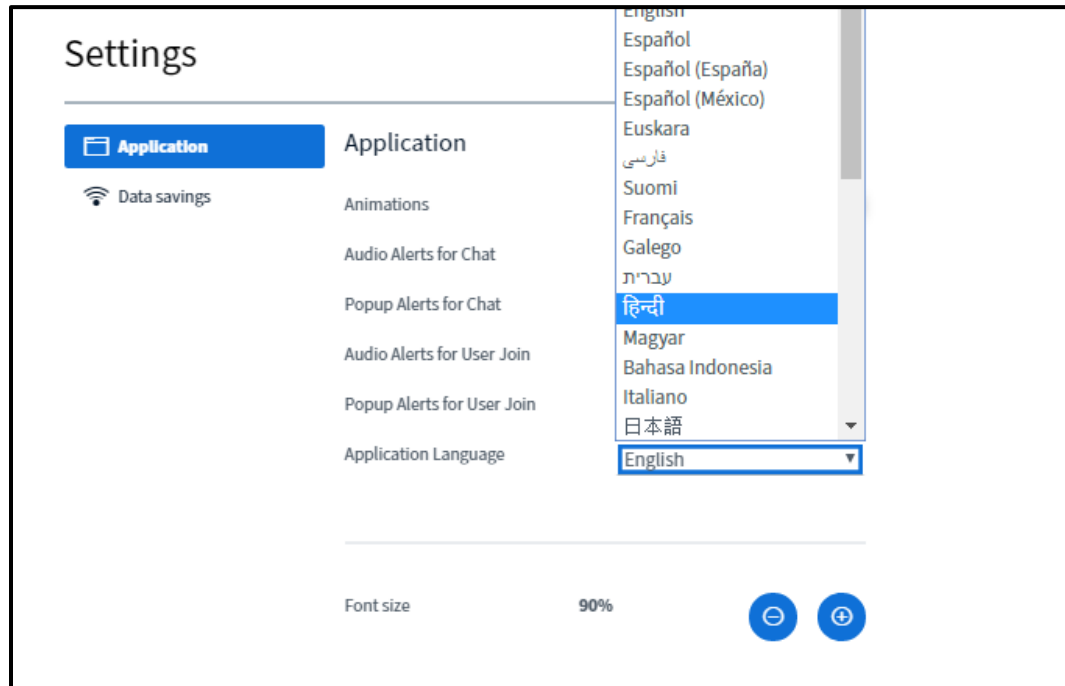 English
Settings
Español
Español (España)
Español (México)
Application
Application
Euskara
فارسی
Data savings
Animations
Suomi
Français
Audio Alerts for Chat
Galego
עברית
Popup Alerts for Chat
हिन्दी
Magyar
Audio Alerts for User Join
Bahasa Indonesia
Popup Alerts for User Join
Italiano
日本語
Application Language
English
Font size
90%